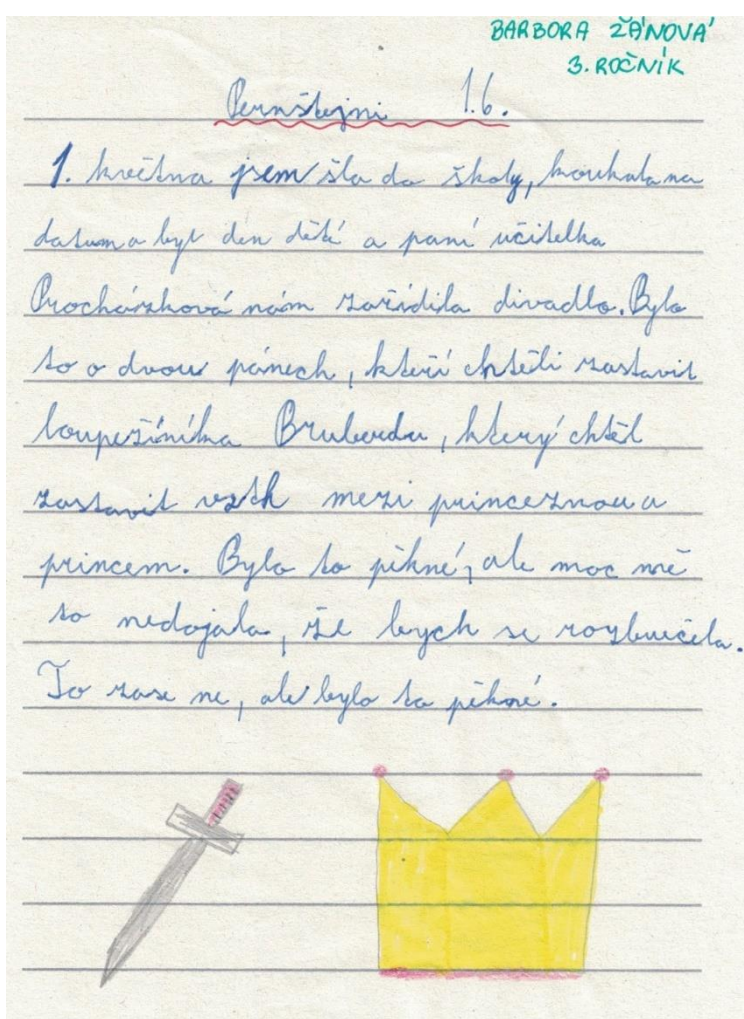 BARBORA ŽÁNOVÁ
3. ROČNÍK
Pernštejni 1.6.
1. května jsem šla do školy, koukala na
datum a byl den dětí a paní učitelka
Procházková nám zařídila divadlo. Bylo
to o dvou pánech, kteří chtěli zastavit
loupežíníka Bruberda, který chtěl
zastavit vztah mezi princeznou a
princem. Bylo to pěkné, ale moc mě
to nedojalo, že bych se rozbrečela.
To zase ne, ale bylo to pěkné.